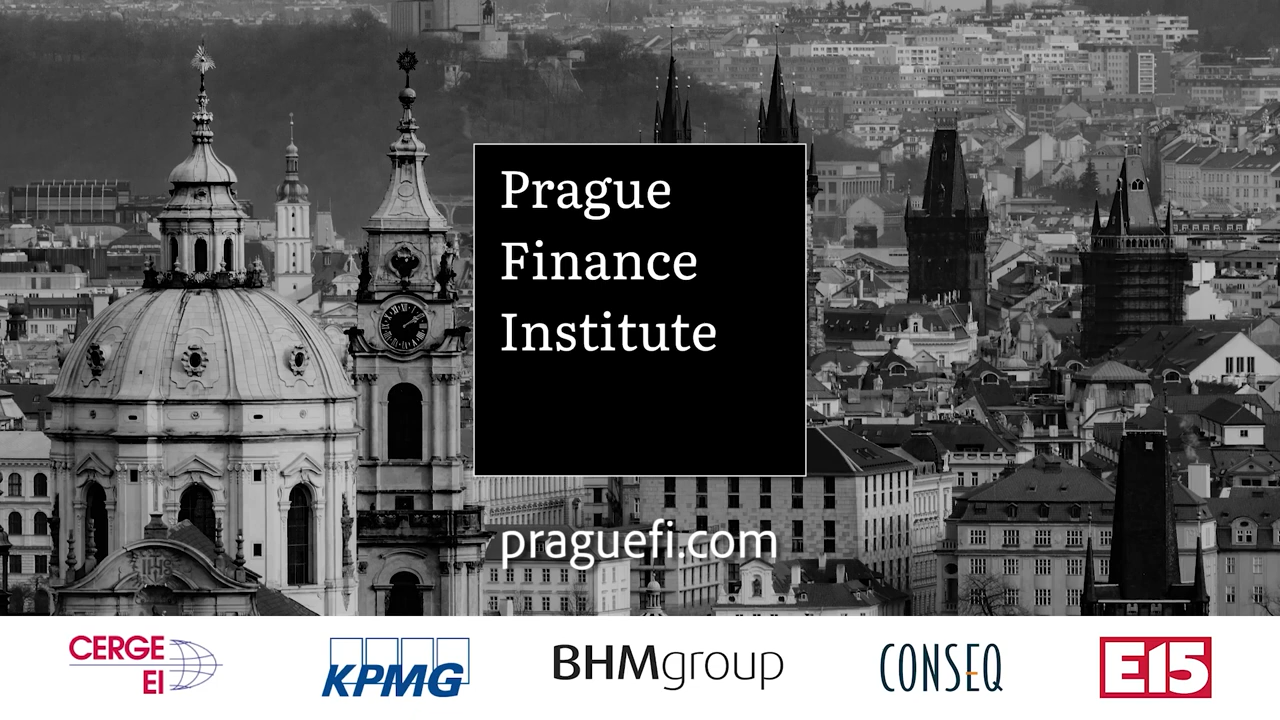 Prague
Finance
Institute
praguefi.com
CERGE
EI
KPMG
BHMgroup
CONSEQ
E15